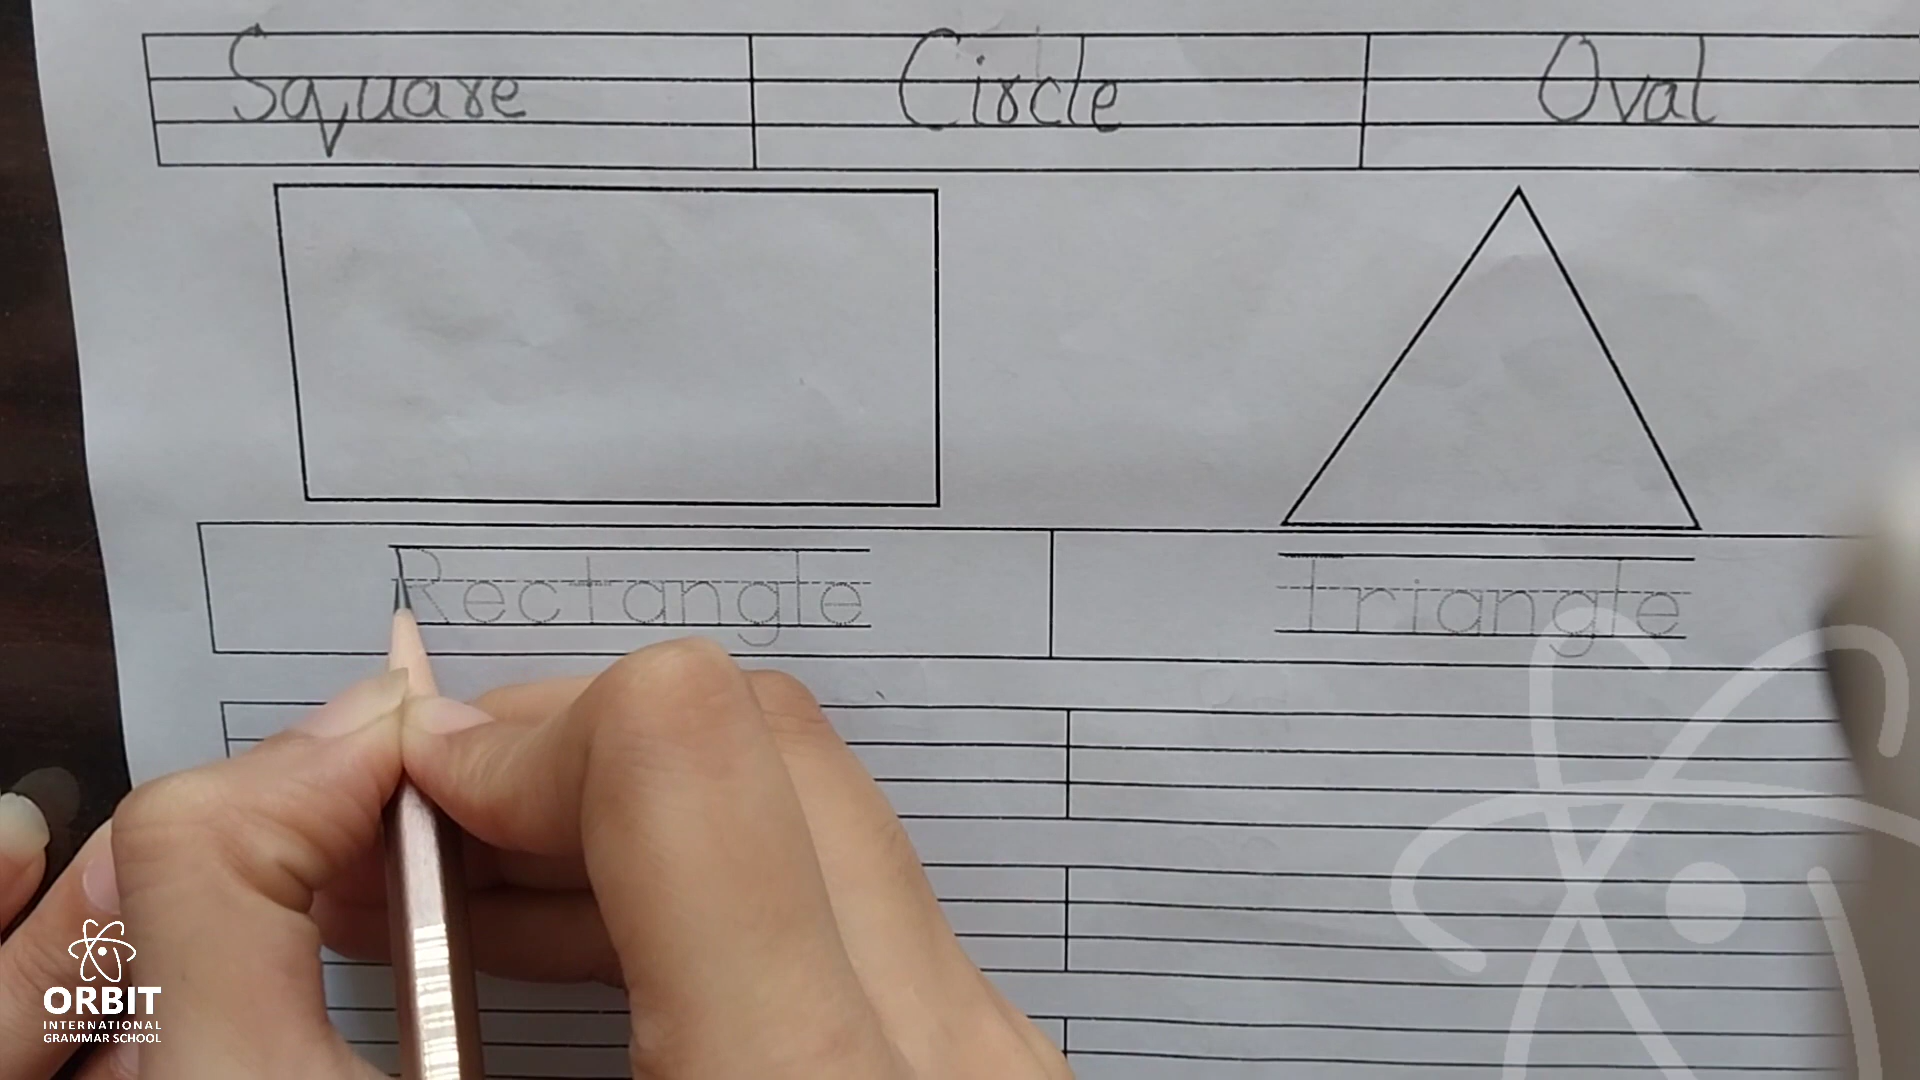 Square Circle Oval
Rectangle triangle
ORBIT
INTERNATIONAL
GRAMMAR SCHOOL